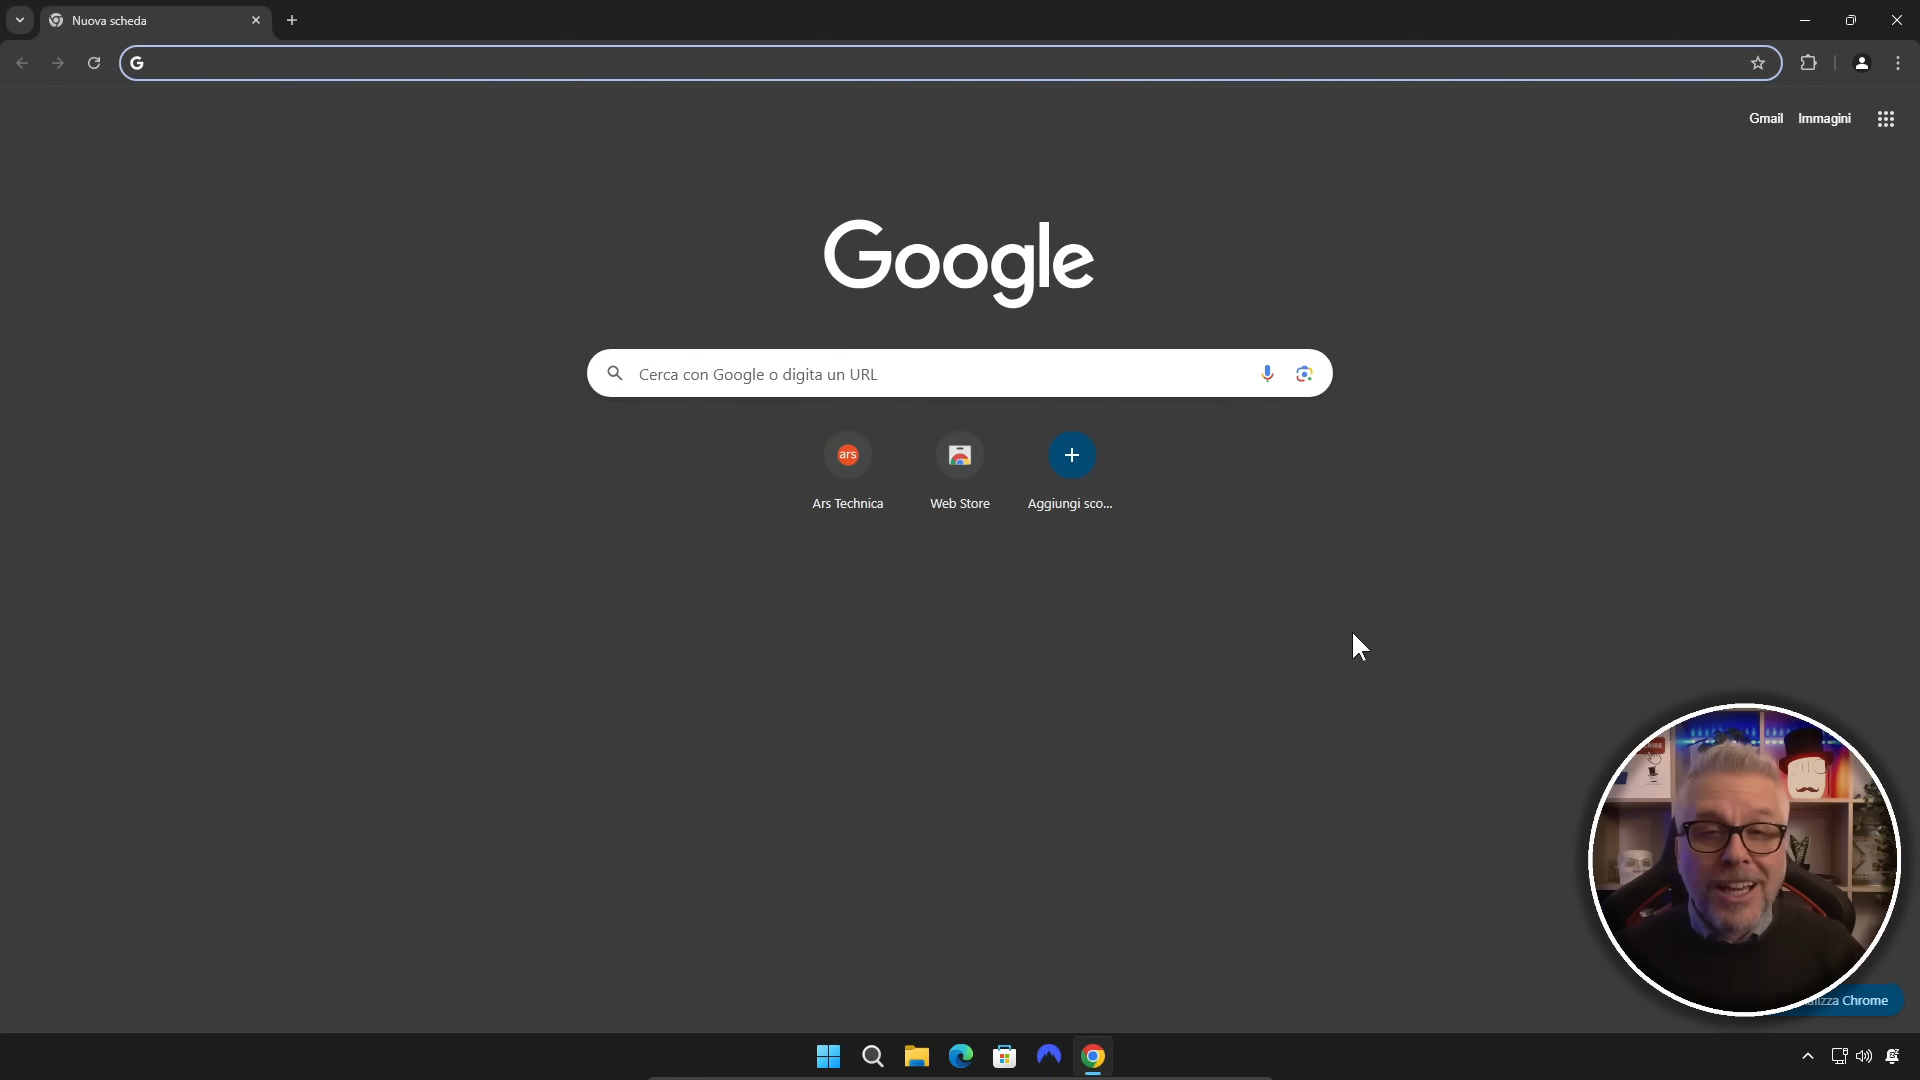 Nuova scheda
Gmail Immagini
Google
Cerca con Google o digita un URL
ars
Ars Technica
Web Store
Aggiungi sco...
Chrome